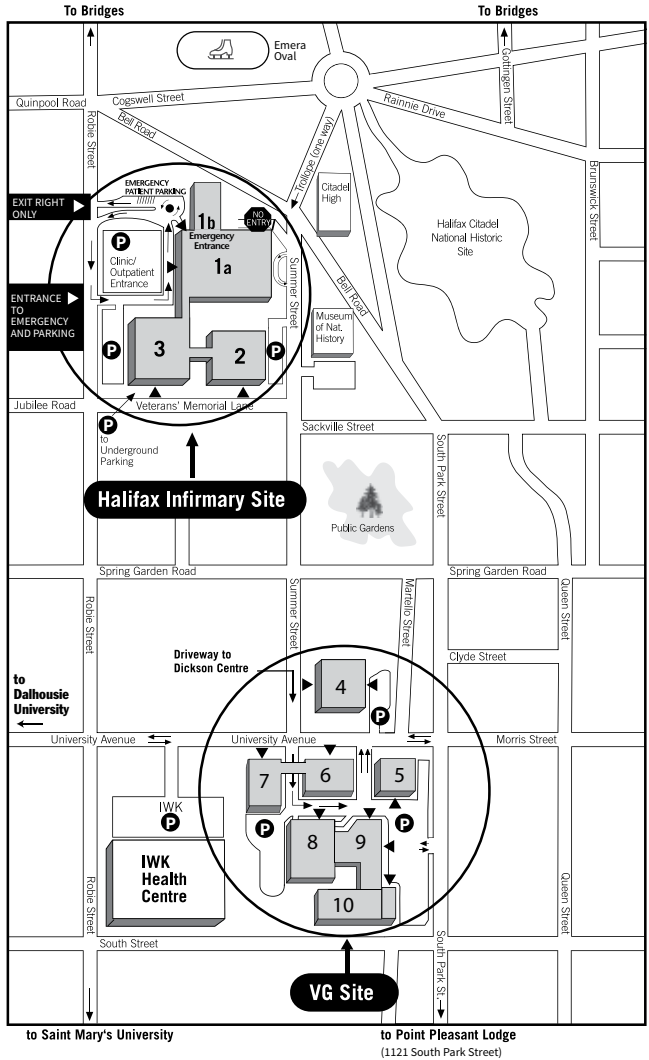 To Bridges
To Bridges
Emera
Oval
Quinpool Road
Cogswell Street
Rainnie Drive
Gottingen Street
Robie Street
Bell Road
Trollope (one way)
Brunswick Street
EMERGENCY
PATIENT PARKING
EXIT RIGHT
ONLY
Citadel
High
1b
NO
ENTRY
Emergency
Entrance
Halifax Citadel
National Historic
Site
P
Clinic/
Outpatient
Entrance
1a
Summer Street
Bell Road
ENTRANCE
TO
EMERGENCY
AND PARKING
Museum
of Nat.
History
P
3
2
P
Jubilee Road
Veterans' Memorial Lane
P
to
Underground
Parking
Sackville Street
South Park Street
Halifax Infirmary Site
Public Gardens
Spring Garden Road
Spring Garden Road
Robie Street
Summer Street
Martello Street
Queen Street
Driveway to
Dickson Centre
Clyde Street
4
to
Dalhousie
University
P
University Avenue
University Avenue
Morris Street
7
6
5
IWK
P
P
P
8
9
IWK
Health
Centre
10
Robie Street
Queen Street
South Street
South Park St.
VG Site
to Saint Mary's University
to Point Pleasant Lodge
(1121 South Park Street)